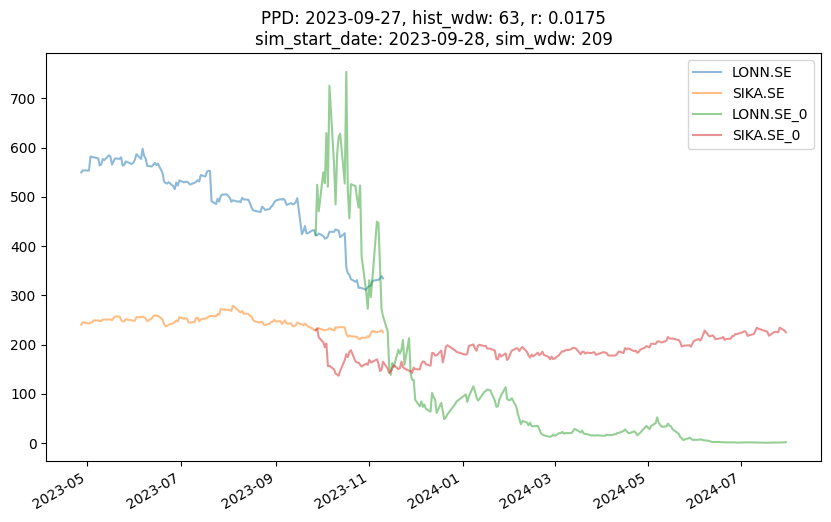 PPD: 2023-09-27, hist_wdw: 63, r: 0.0175
sim_start_date: 2023-09-28, sim_wdw: 209
LONN.SE
SIKA.SE
LONN.SE_0
SIKA.SE_0
700
600
500
400
300
200
100
0
2023-05
2023-07
2023-09
2023-11
2024-01
2024-03
2024-05
2024-07